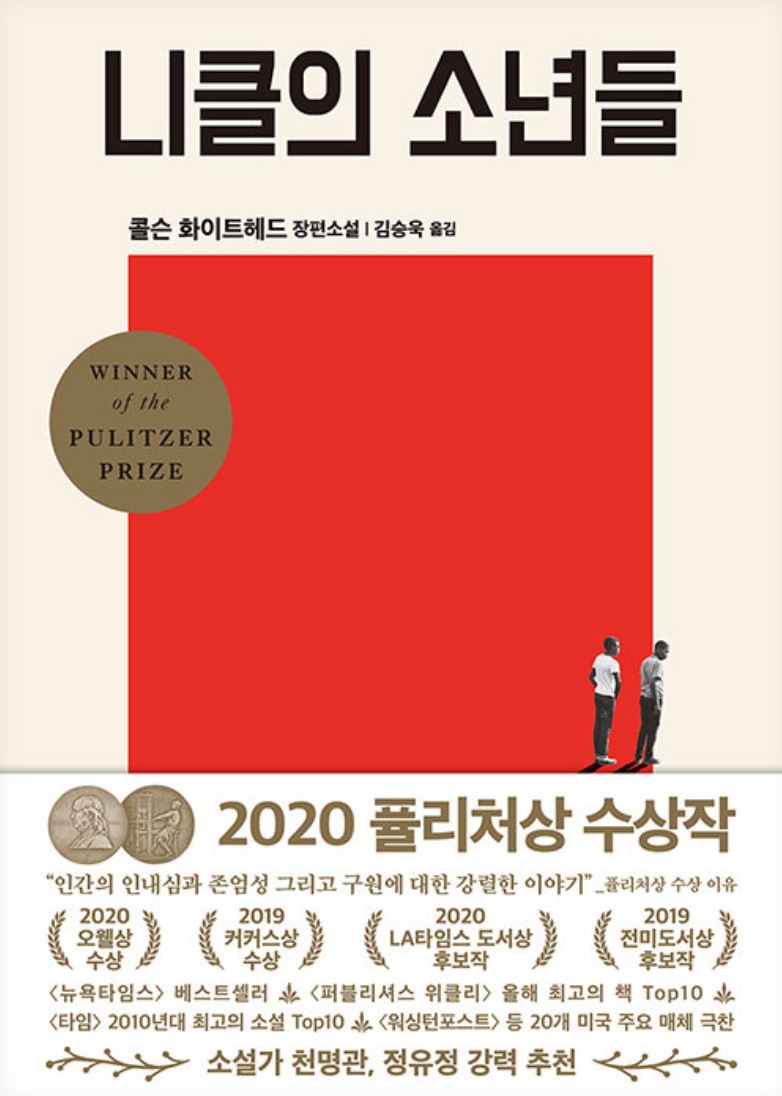 니클의 소년들
콜슨 화이트헤드 장편소설 | 김승욱 옮김
WINNER
of the
PULITZER
PRIZE
2020 퓰리처상 수상작
“인간의 인내심과 존엄성 그리고 구원에 대한 강렬한 이야기”_퓰리처상 수상 이유
2020
오웰상
수상
2019
커커스상
수상
2020
LA타임스 도서상
후보작
2019
전미도서상
후보작
〈뉴욕타임스〉 베스트셀러 〈퍼블리셔스 위클리〉 올해 최고의 책 Top10
〈타임〉 2010년대 최고의 소설 Top10 〈워싱턴포스트〉 등 20개 미국 주요 매체 극찬
소설가 천명관, 정유정 강력 추천